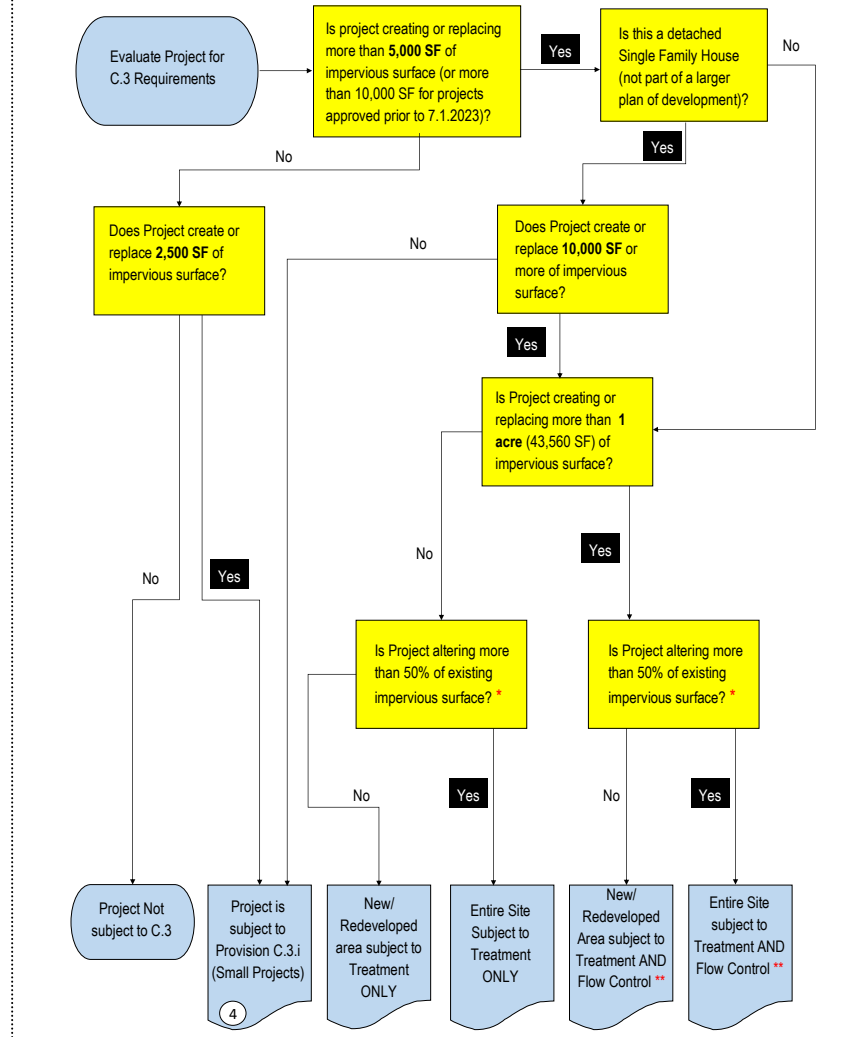 Evaluate Project for
C.3 Requirements
Is project creating or replacing
more than 5,000 SF of
impervious surface (or more
than 10,000 SF for projects
approved prior to 7.1.2023)?
Yes
Is this a detached
Single Family House
(not part of a larger
plan of development)?
No
No
Yes
Does Project create or
replace 2,500 SF of
impervious surface?
No
Does Project create or
replace 10,000 SF or
more of impervious
surface?
Yes
Is Project creating or
replacing more than 1
acre (43,560 SF) of
impervious surface?
No
Yes
No
Yes
Is Project altering more
than 50% of existing
impervious surface? *
Is Project altering more
than 50% of existing
impervious surface? *
No
Yes
No
Yes
Project Not
subject to C.3
Project is
subject to
Provision C.3.i
(Small Projects)
4
New/
Redeveloped
area subject to
Treatment
ONLY
Entire Site
Subject to
Treatment
ONLY
New/
Redeveloped
Area subject to
Treatment AND
Flow Control **
Entire Site
subject to
Treatment AND
Flow Control **